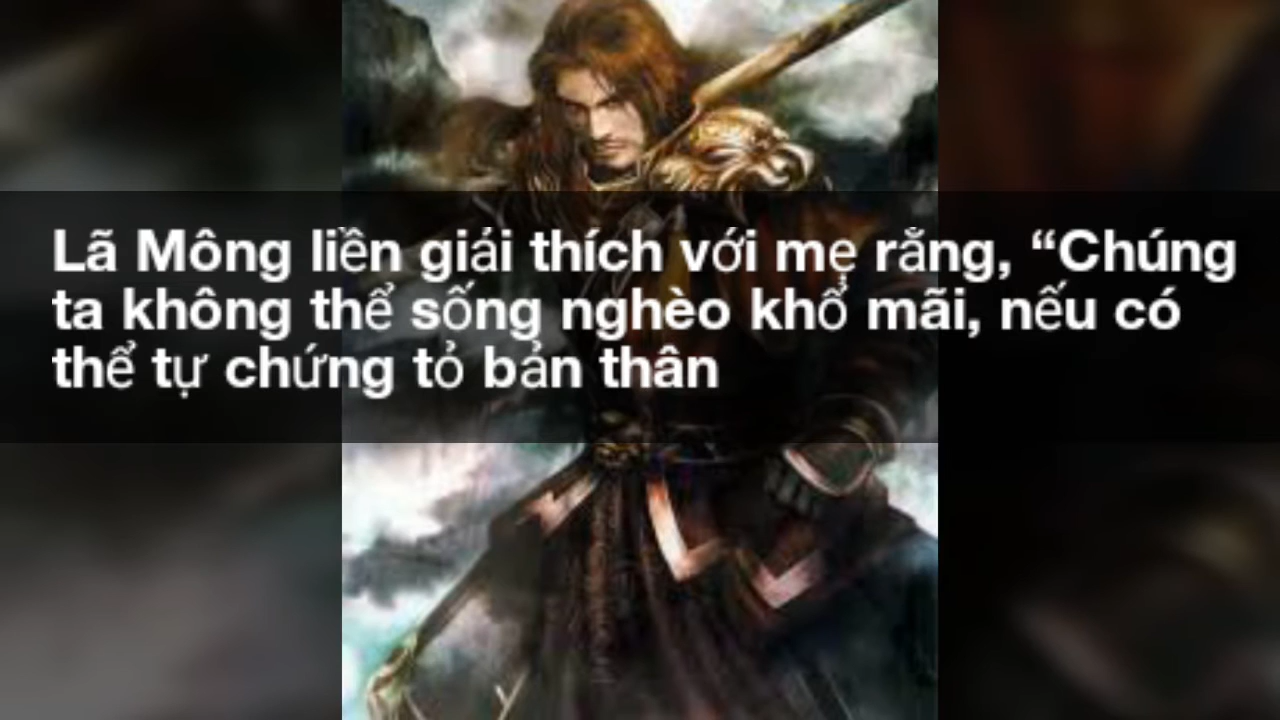 Lã Mông liền giải thích với mẹ rằng, “Chúng
ta không thể sống nghèo khổ mãi, nếu có
thể tự chứng tỏ bản thân